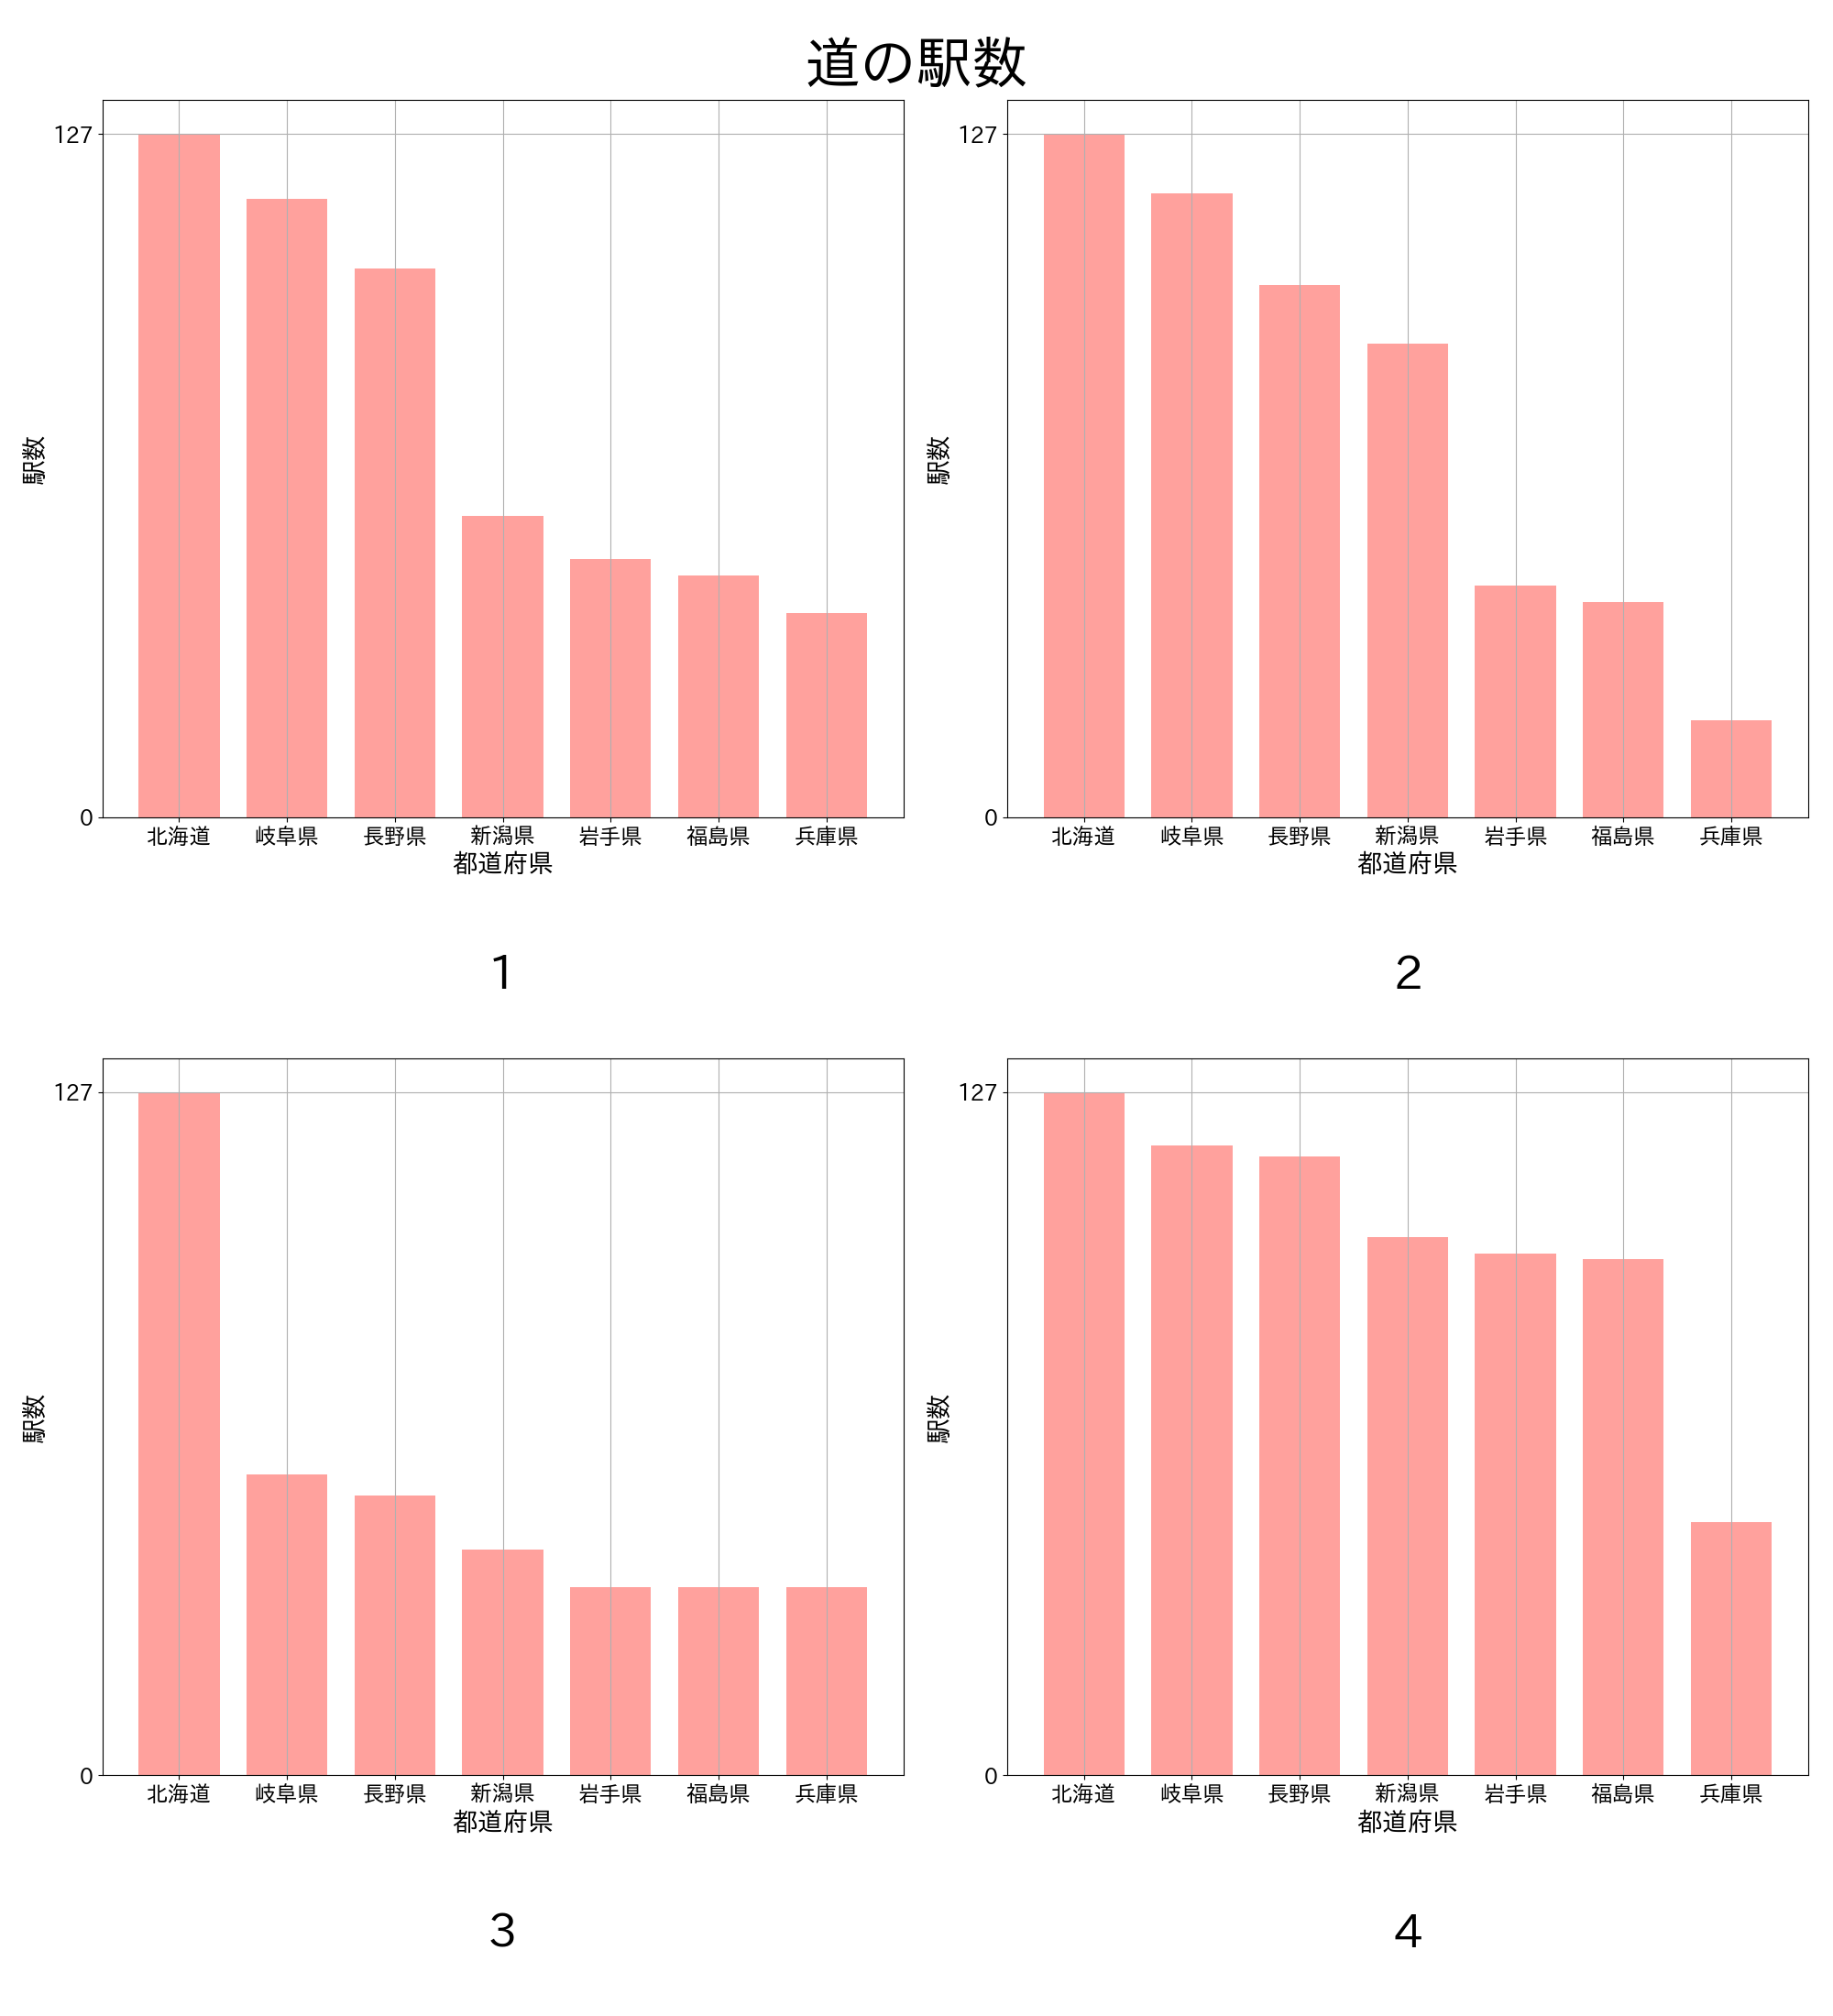 道の駅数
127
駅数
0
北海道 岐阜県 長野県 新潟県 岩手県 福島県 兵庫県
都道府県
1
127
駅数
0
北海道 岐阜県 長野県 新潟県 岩手県 福島県 兵庫県
都道府県
2
127
駅数
0
北海道 岐阜県 長野県 新潟県 岩手県 福島県 兵庫県
都道府県
3
127
駅数
0
北海道 岐阜県 長野県 新潟県 岩手県 福島県 兵庫県
都道府県
4